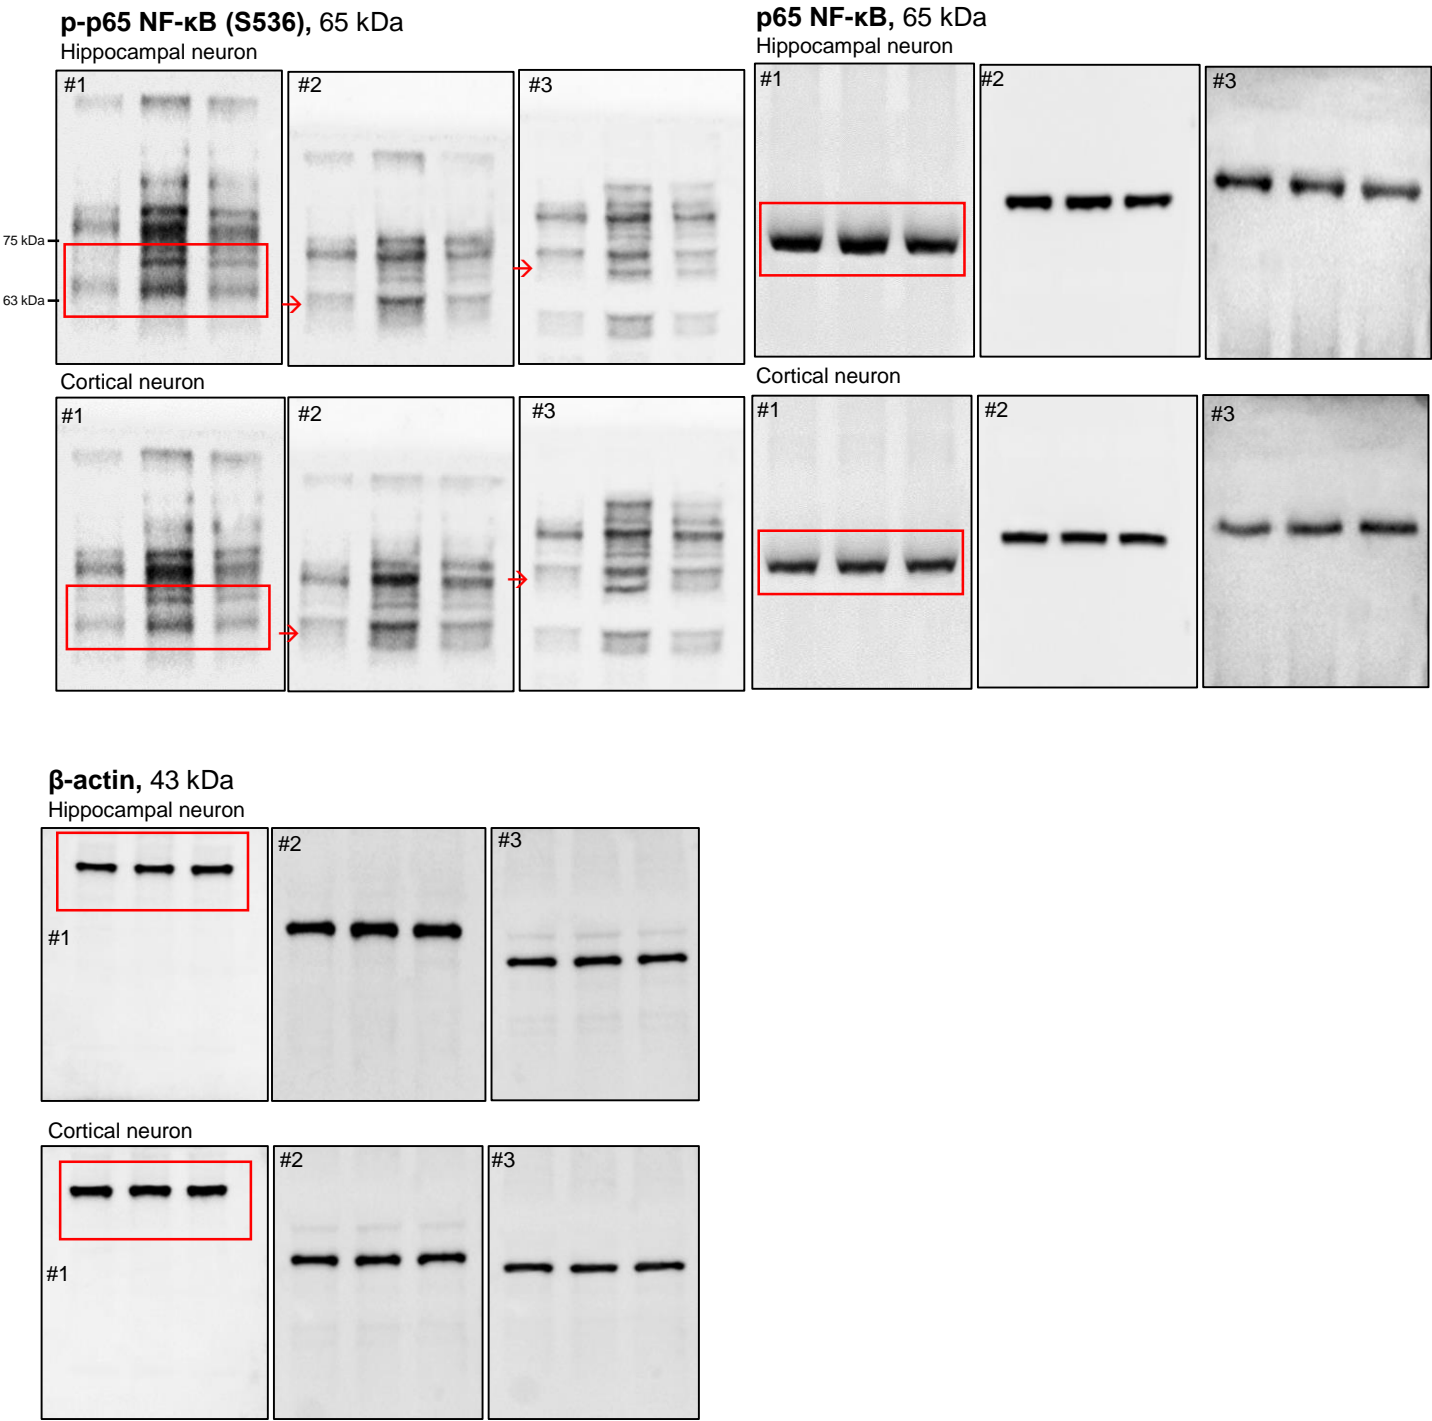 p-p65 NF-κB (S536), 65 kDa
Hippocampal neuron
#1
#2
#3
75 kDa
63 kDa
Cortical neuron
#1
#2
#3
p65 NF-κB, 65 kDa
Hippocampal neuron
#1
#2
#3
Cortical neuron
#1
#2
#3
β-actin, 43 kDa
Hippocampal neuron
#1
#2
#3
Cortical neuron
#1
#2
#3